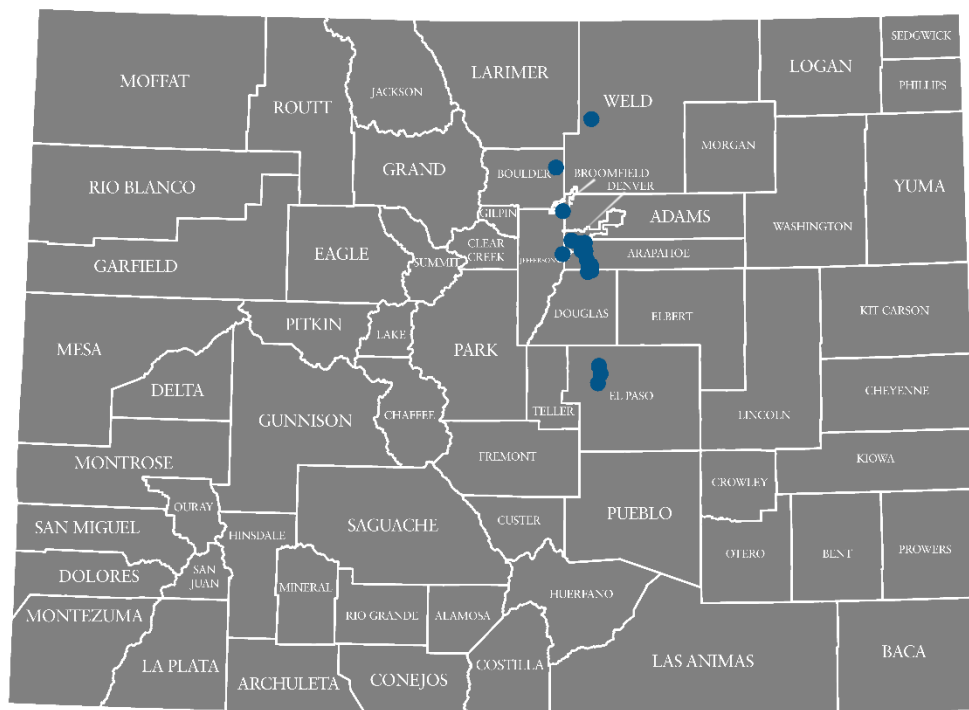 SEDGWICK
LOGAN
LARIMER
MOFFAT
JACKSON
PHILLIPS
WELD
ROUTT
MORGAN
GRAND
BOULDER
BROOMFIELD
RIO BLANCO
DENVER
YUMA
GILPIN
ADAMS
WASHINGTON
EAGLE
CLEAR
CREEK
ARAPAHOE
SUMMIT
JEFFERSON
GARFIELD
KIT CARSON
DOUGLAS
ELBERT
PITKIN
LAKE
MESA
PARK
DELTA
CHEYENNE
EL PASO
TELLER
CHAFFEE
LINCOLN
GUNNISON
FREMONT
KIOWA
MONTROSE
CROWLEY
OURAY
PUEBLO
CUSTER
SAN MIGUEL
SAGUACHE
HINSDALE
OTERO
BENT
PROWERS
SAN
JUAN
DOLORES
MINERAL
HUERFANO
MONTEZUMA
RIO GRANDE
ALAMOSA
BACA
LAS ANIMAS
LA PLATA
COSTILLA
CONEJOS
ARCHULETA